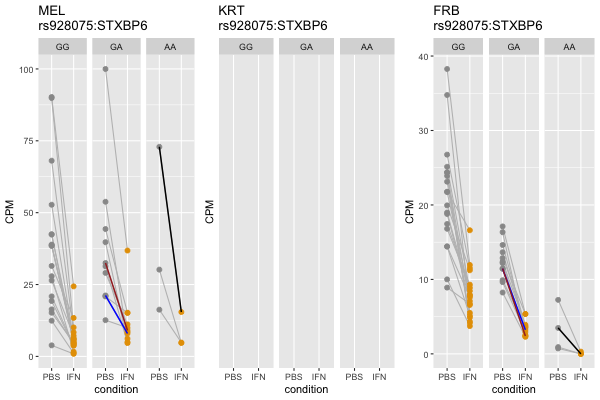 MEL
rs928075:STXBP6
GG GA AA
100
75
50
25
0
CPM
PBS IFN PBS IFN PBS IFN
condition
KRT
rs928075:STXBP6
GG GA AA
CPM
PBS IFN PBS IFN PBS IFN
condition
FRB
rs928075:STXBP6
GG GA AA
40
30
20
10
0
CPM
PBS IFN PBS IFN PBS IFN
condition